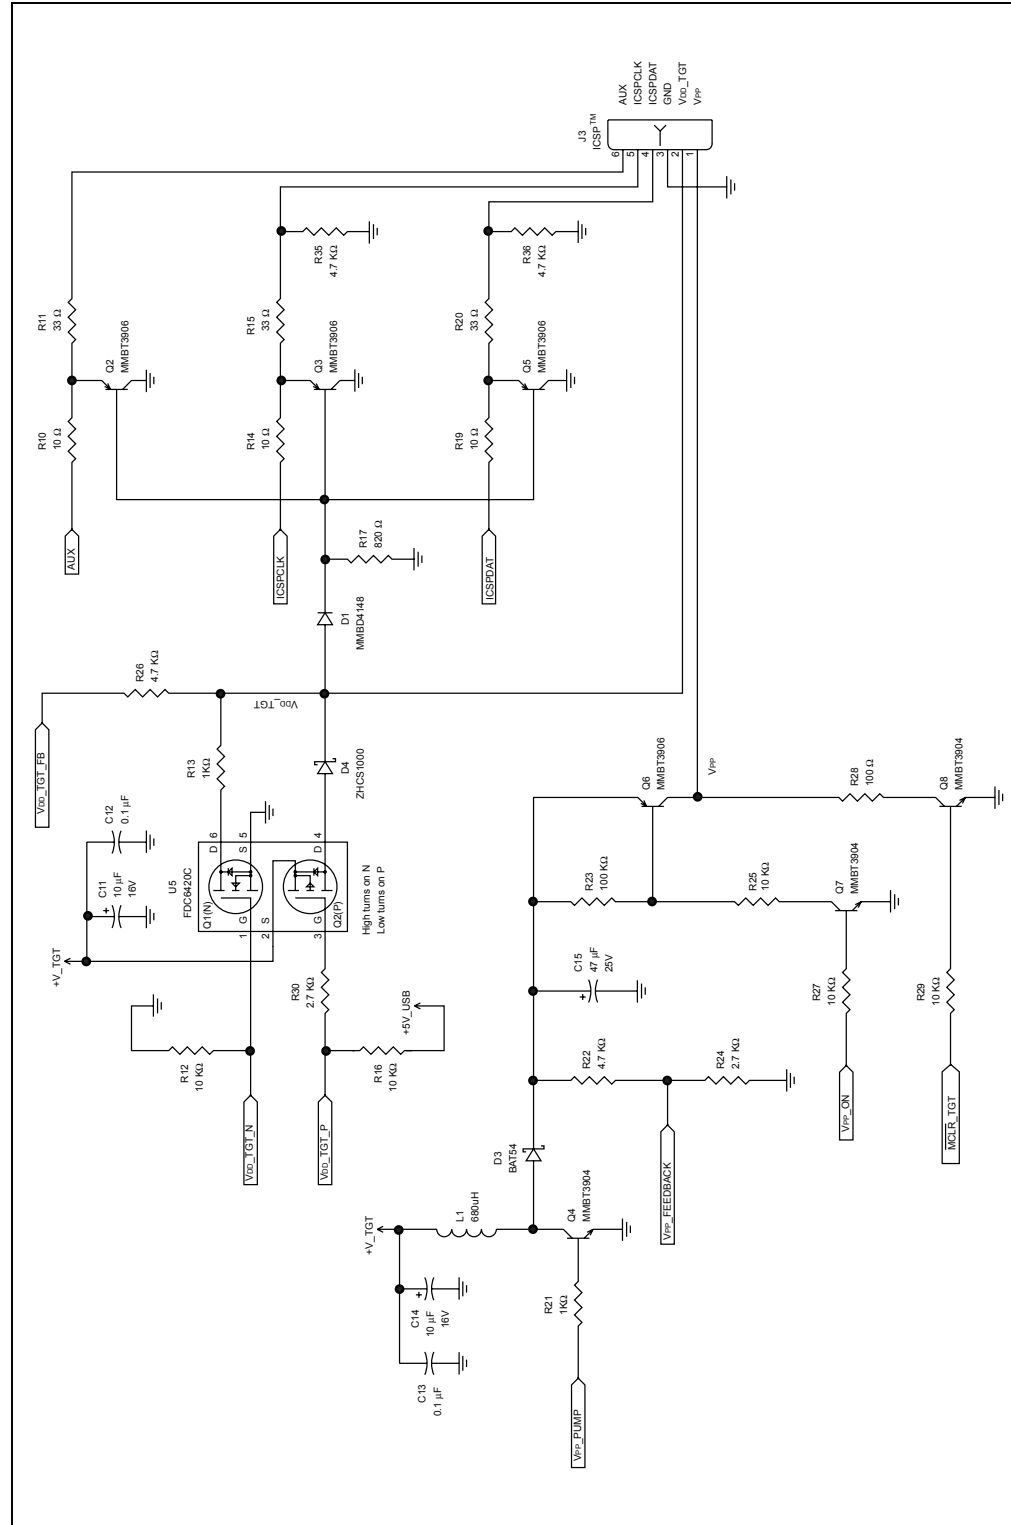 AUX
ICSPCLK
ICSPDAT
GND
VDD_TGT
VPP
J3
ICSP™
6
5
4
3
2
1
R11
33 Ω
R10
10 Ω
Q2
MMBT3906
AUX
R35
4.7 KΩ
R15
33 Ω
R14
10 Ω
Q3
MMBT3906
ICSPCLK
R36
4.7 KΩ
R20
33 Ω
R19
10 Ω
Q5
MMBT3906
ICSPDAT
R17
820 Ω
D1
MMBD4148
R26
4.7 KΩ
VDD_TGT_FB
VDD_TGT
R13
1KΩ
D4
ZHCS1000
C12
0.1 µF
C11
10 µF
16V
+
+V_TGT
U5
FDC6420C
Q1(N)
D
6
S
5
D
4
1
G
2
S
3
G
Q2(P)
High turns on N
Low turns on P
R30
2.7 KΩ
+5V_USB
R12
10 KΩ
R16
10 KΩ
VDD_TGT_N
VDD_TGT_P
Q6
MMBT3906
VPP
R28
100 Ω
Q8
MMBT3904
R23
100 KΩ
R25
10 KΩ
Q7
MMBT3904
C15
47 µF
25V
+
R27
10 KΩ
R29
10 KΩ
R22
4.7 KΩ
R24
2.7 KΩ
VPP_ON
MCLR_TGT
D3
BAT54
VPP_FEEDBACK
+V_TGT
L1
680uH
Q4
MMBT3904
C14
10 µF
16V
+
R21
1KΩ
C13
0.1 µF
VPP_PUMP